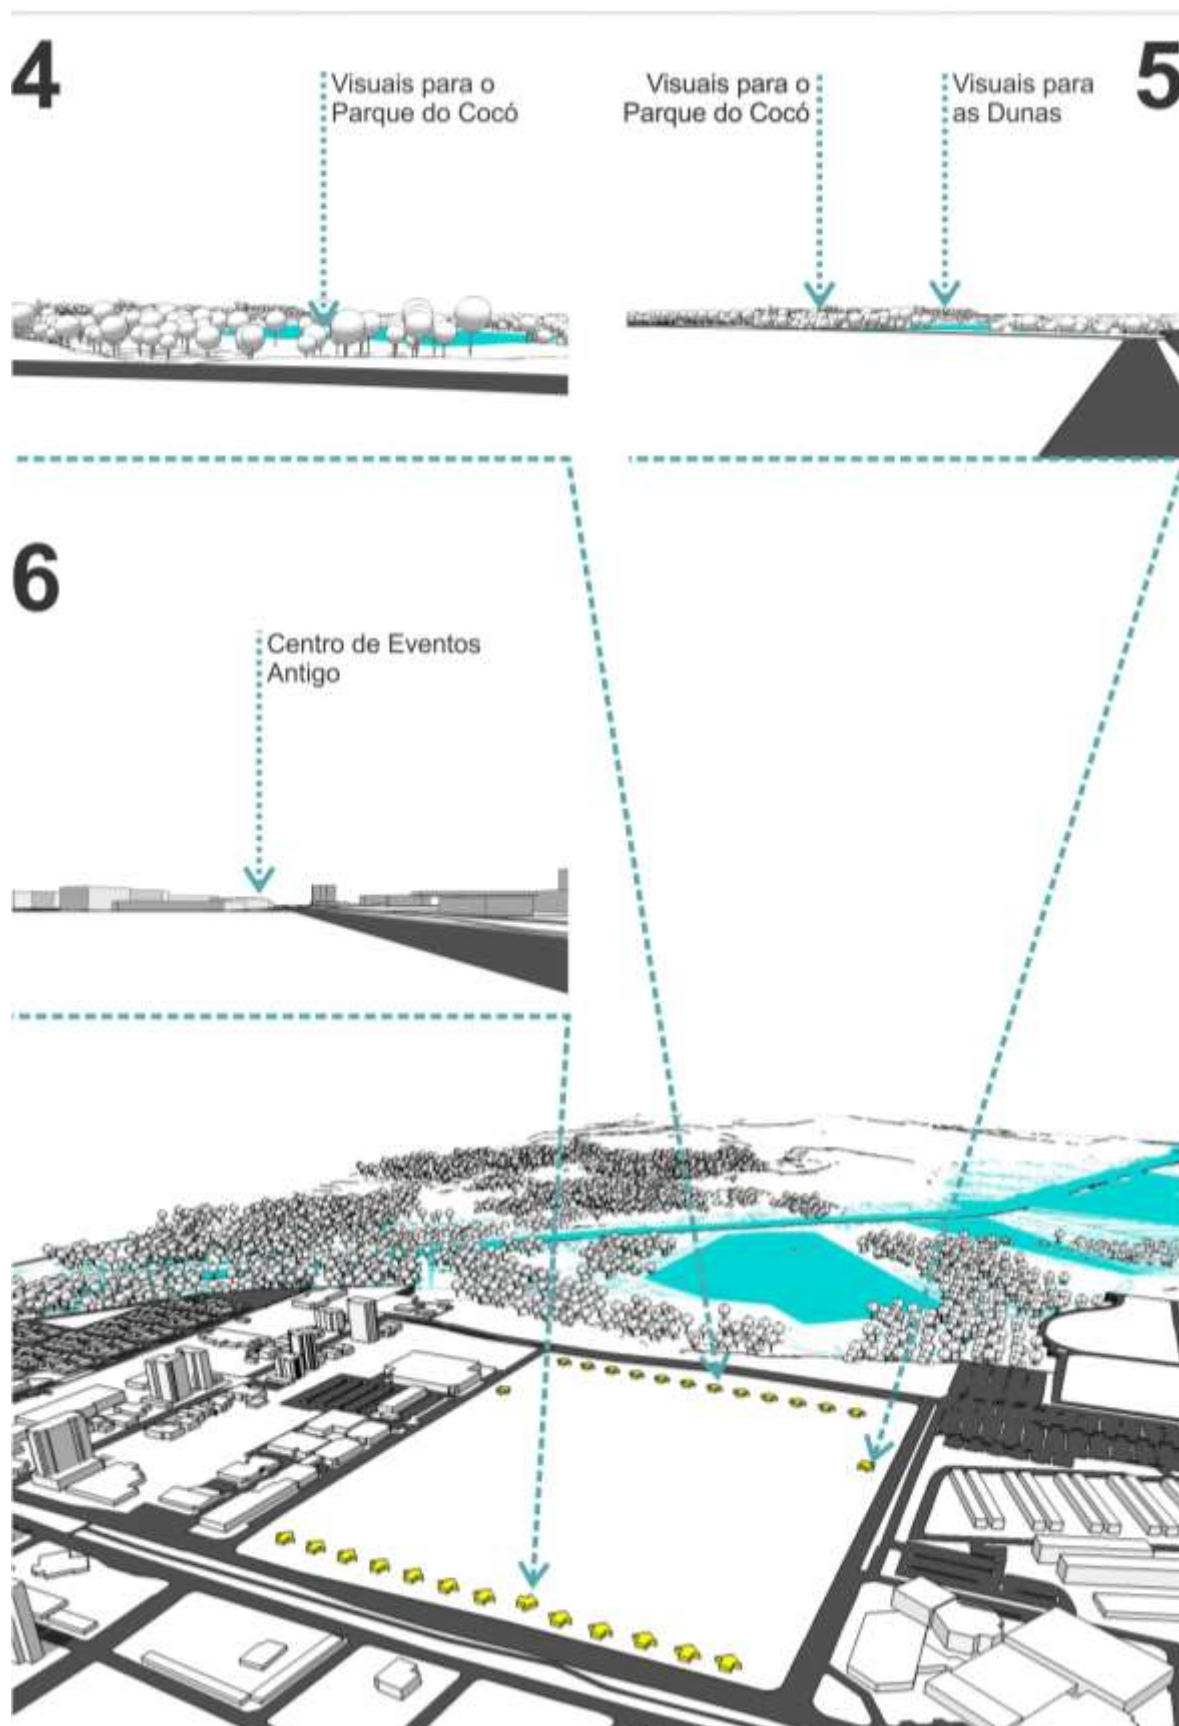 4
Visuais para o
Parque do Cocó
Visuais para o
Parque do Cocó
Visuais para
as Dunas
5
6
Centro de Eventos
Antigo